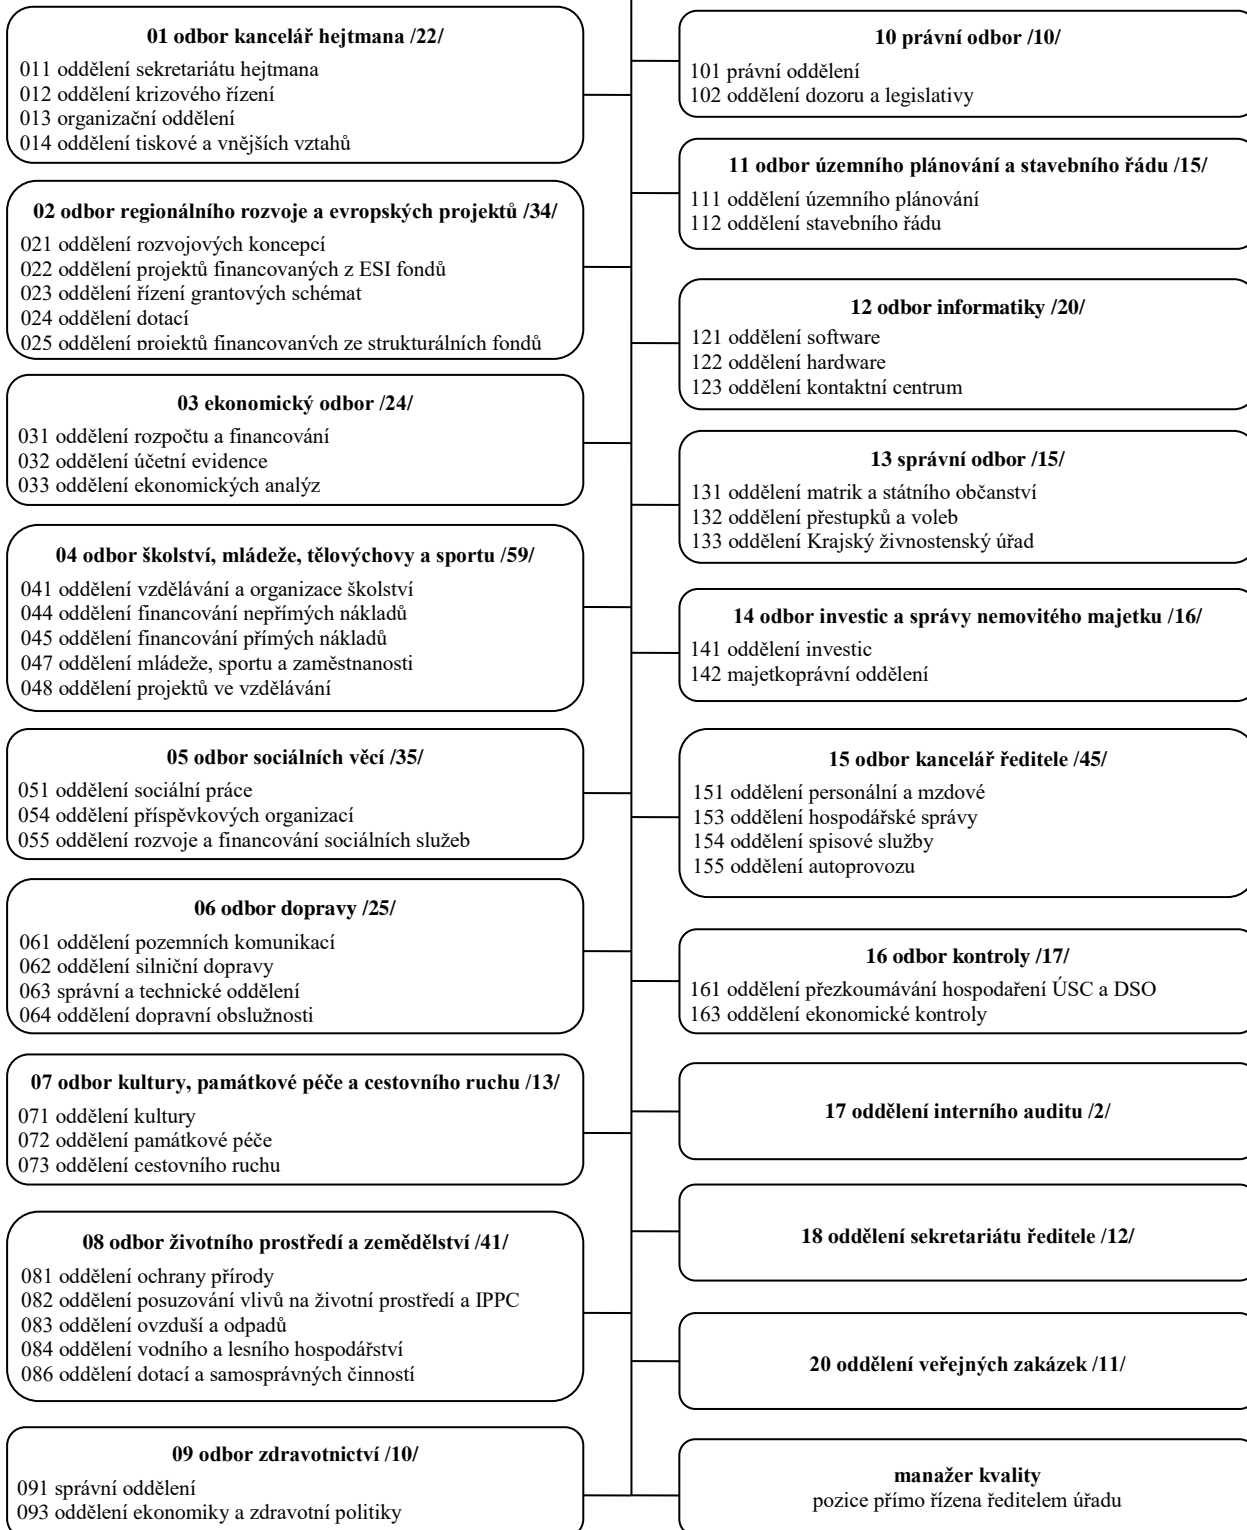 01 odbor kancelář hejtmana /22/
011 oddělení sekretariátu hejtmana
012 oddělení krizového řízení
013 organizační oddělení
014 oddělení tiskové a vnějších vztahů
02 odbor regionálního rozvoje a evropských projektů /34/
021 oddělení rozvojových koncepcí
022 oddělení projektů financovaných z ESI fondů
023 oddělení řízení grantových schémat
024 oddělení dotací
025 oddělení projektů financovaných ze strukturálních fondů
03 ekonomický odbor /24/
031 oddělení rozpočtu a financování
032 oddělení účetní evidence
033 oddělení ekonomických analýz
04 odbor školství, mládeže, tělovýchovy a sportu /59/
041 oddělení vzdělávání a organizace školství
044 oddělení financování nepřímých nákladů
045 oddělení financování přímých nákladů
047 oddělení mládeže, sportu a zaměstnanosti
048 oddělení projektů ve vzdělávání
05 odbor sociálních věcí /35/
051 oddělení sociální práce
054 oddělení příspěvkových organizací
055 oddělení rozvoje a financování sociálních služeb
06 odbor dopravy /25/
061 oddělení pozemních komunikací
062 oddělení silniční dopravy
063 správní a technické oddělení
064 oddělení dopravní obslužnosti
07 odbor kultury, památkové péče a cestovního ruchu /13/
071 oddělení kultury
072 oddělení památkové péče
073 oddělení cestovního ruchu
08 odbor životního prostředí a zemědělství /41/
081 oddělení ochrany přírody
082 oddělení posuzování vlivů na životní prostředí a IPPC
083 oddělení ovzduší a odpadů
084 oddělení vodního a lesního hospodářství
086 oddělení dotací a samosprávných činností
09 odbor zdravotnictví /10/
091 správní oddělení
093 oddělení ekonomiky a zdravotní politiky
10 právní odbor /10/
101 právní oddělení
102 oddělení dozoru a legislativy
11 odbor územního plánování a stavebního řádu /15/
111 oddělení územního plánování
112 oddělení stavebního řádu
12 odbor informatiky /20/
121 oddělení software
122 oddělení hardware
123 oddělení kontaktní centrum
13 správní odbor /15/
131 oddělení matrik a státního občanství
132 oddělení přestupků a voleb
133 oddělení Krajský živnostenský úřad
14 odbor investic a správy nemovitého majetku /16/
141 oddělení investic
142 majetkoprávní oddělení
15 odbor kancelář ředitele /45/
151 oddělení personální a mzdové
153 oddělení hospodářské správy
154 oddělení spisové služby
155 oddělení autoprovozu
16 odbor kontroly /17/
161 oddělení přezkoumávání hospodaření ÚSC a DSO
163 oddělení ekonomické kontroly
17 oddělení interního auditu /2/
18 oddělení sekretariátu ředitele /12/
20 oddělení veřejných zakázek /11/
manažer kvality
pozice přímo řízena ředitelem úřadu